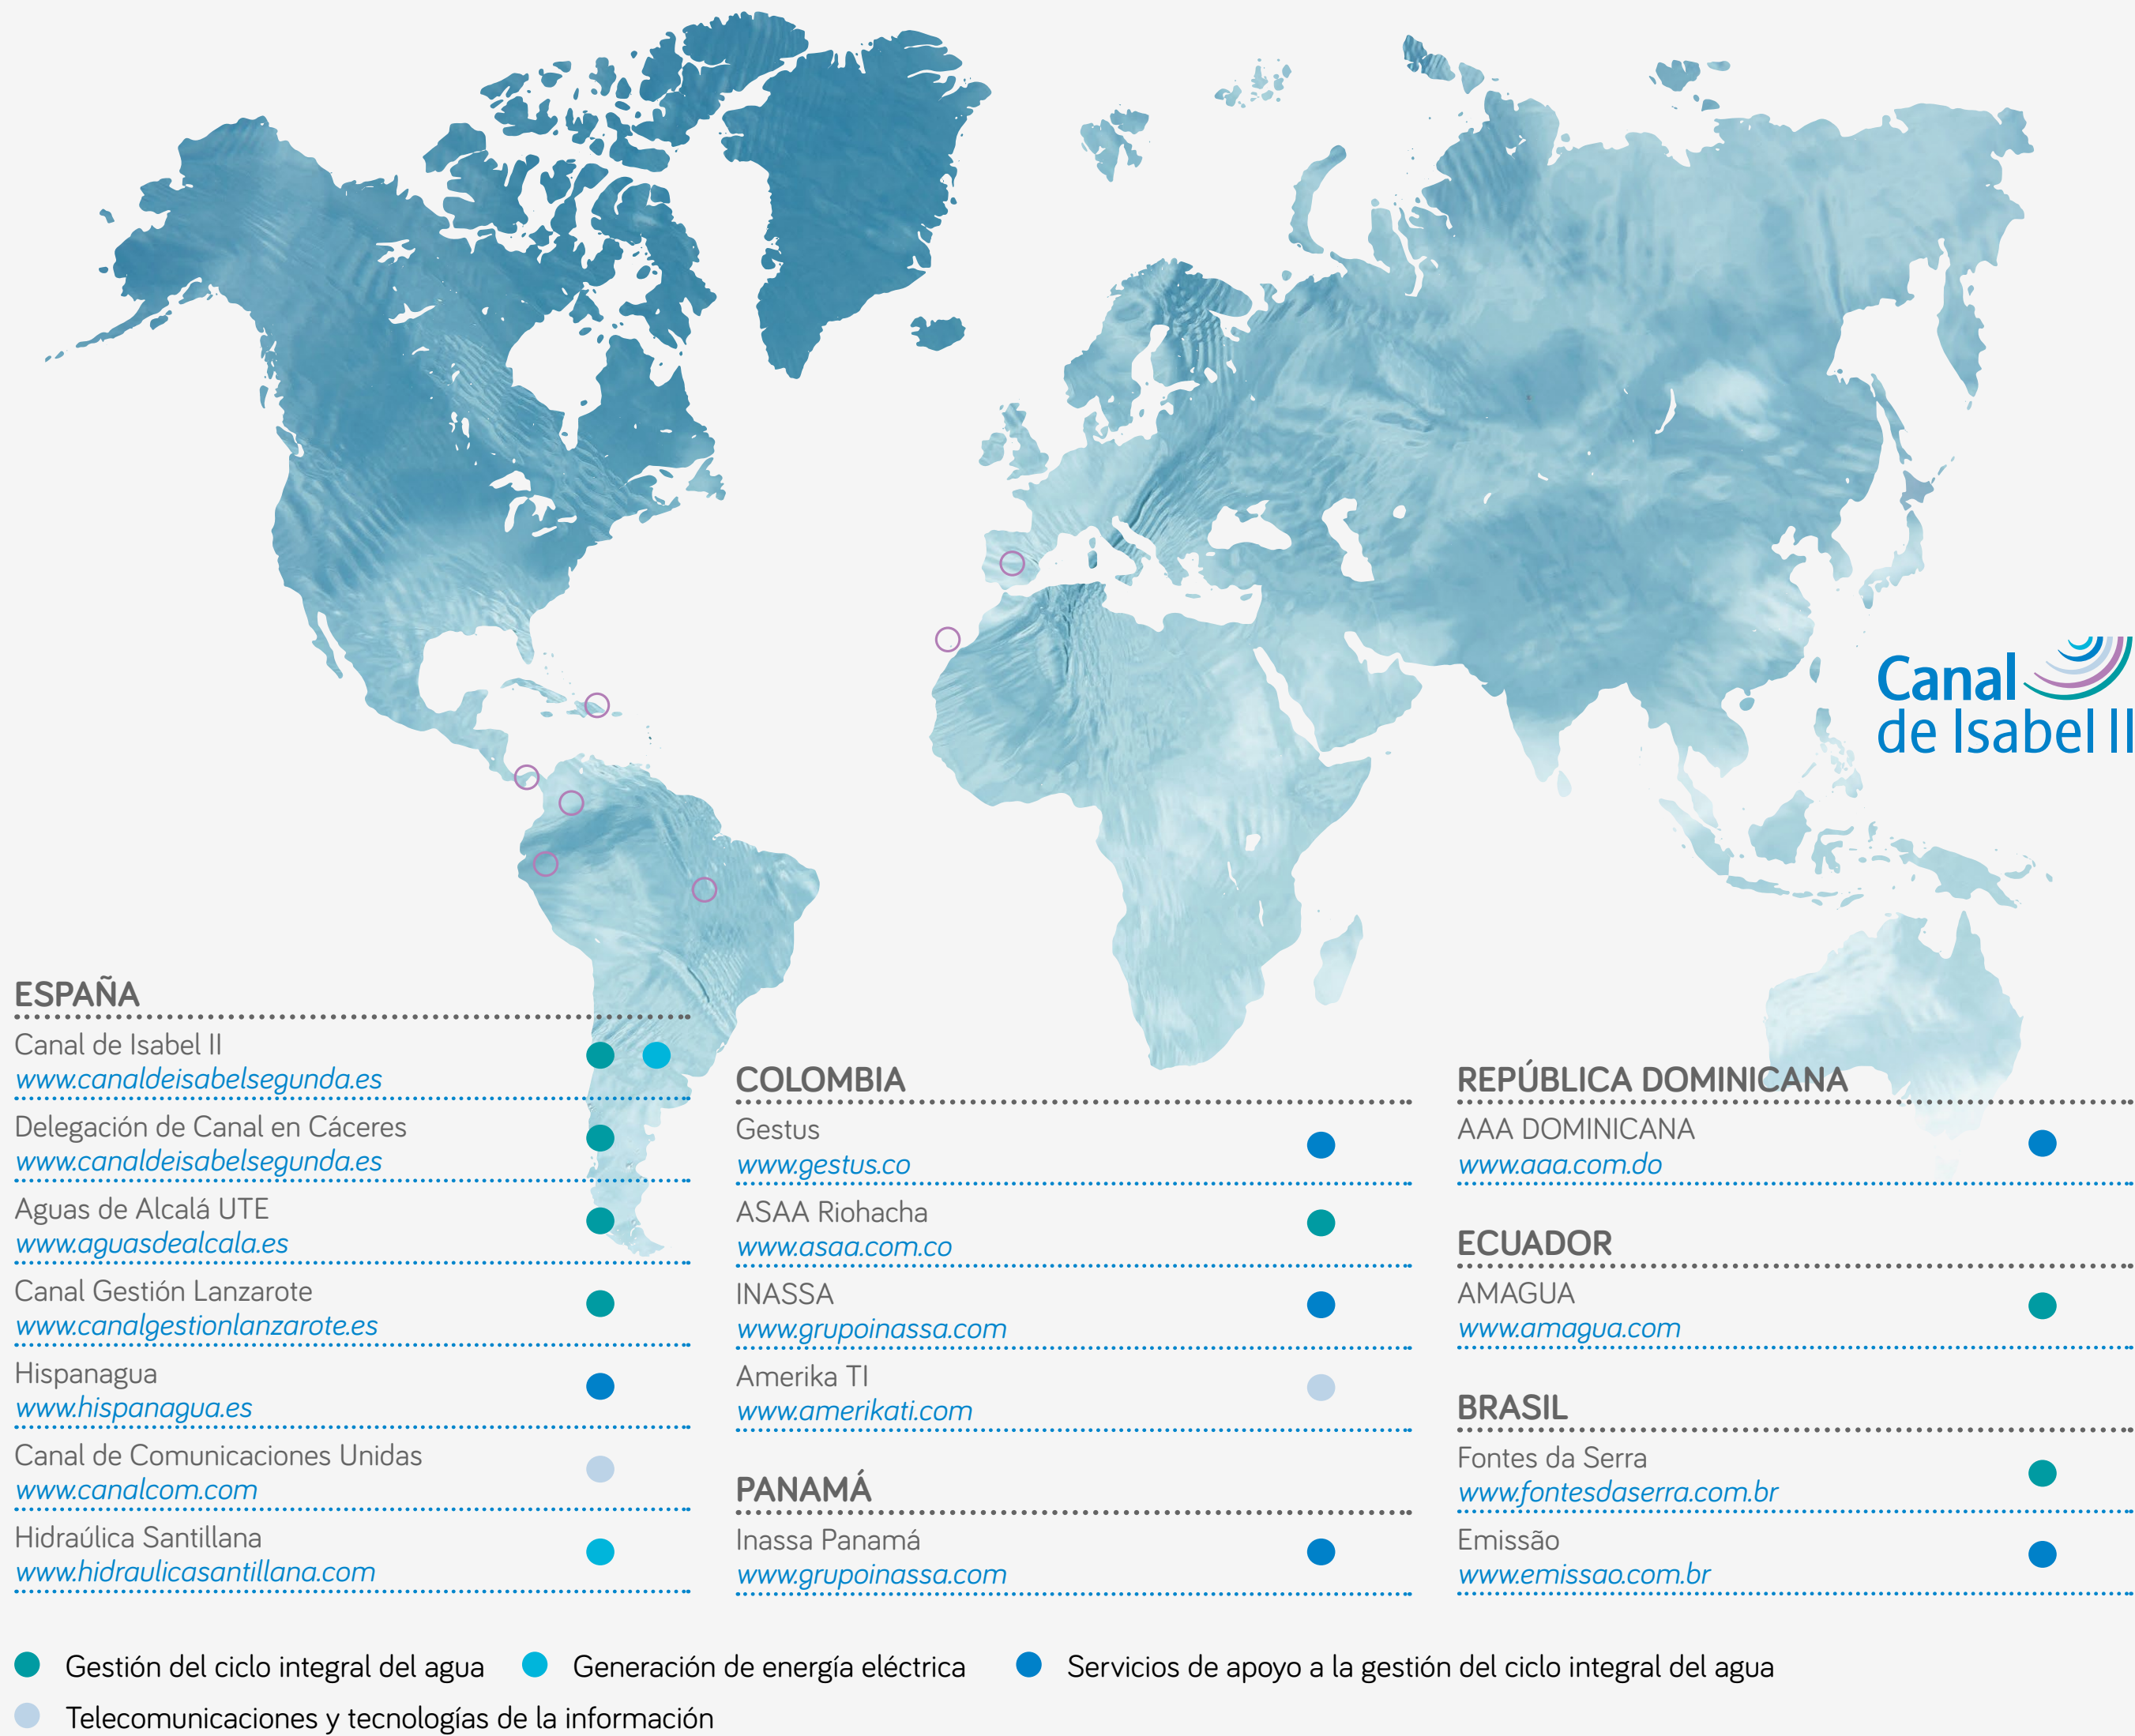 Canal
de Isabel II
ESPAÑA
Canal de Isabel II
www.canaldeisabelsegunda.es
Delegación de Canal en Cáceres
www.canaldeisabelsegunda.es
Aguas de Alcalá UTE
www.aguasdealcala.es
Canal Gestión Lanzarote
www.canalgestionlanzarote.es
Hispanagua
www.hispanagua.es
Canal de Comunicaciones Unidas
www.canalcom.com
Hidraúlica Santillana
www.hidraulicasantillana.com
COLOMBIA
Gestus
www.gestus.co
ASAA Riohacha
www.asaa.com.co
INASSA
www.grupoinassa.com
Amerika TI
www.amerikati.com
PANAMÁ
Inassa Panamá
www.grupoinassa.com
REPÚBLICA DOMINICANA
AAA DOMINICANA
www.aaa.com.do
ECUADOR
AMAGUA
www.amagua.com
BRASIL
Fontes da Serra
www.fontesdaserra.com.br
Emissão
www.emissao.com.br
Gestión del ciclo integral del agua
Generación de energía eléctrica
Servicios de apoyo a la gestión del ciclo integral del agua
Telecomunicaciones y tecnologías de la información